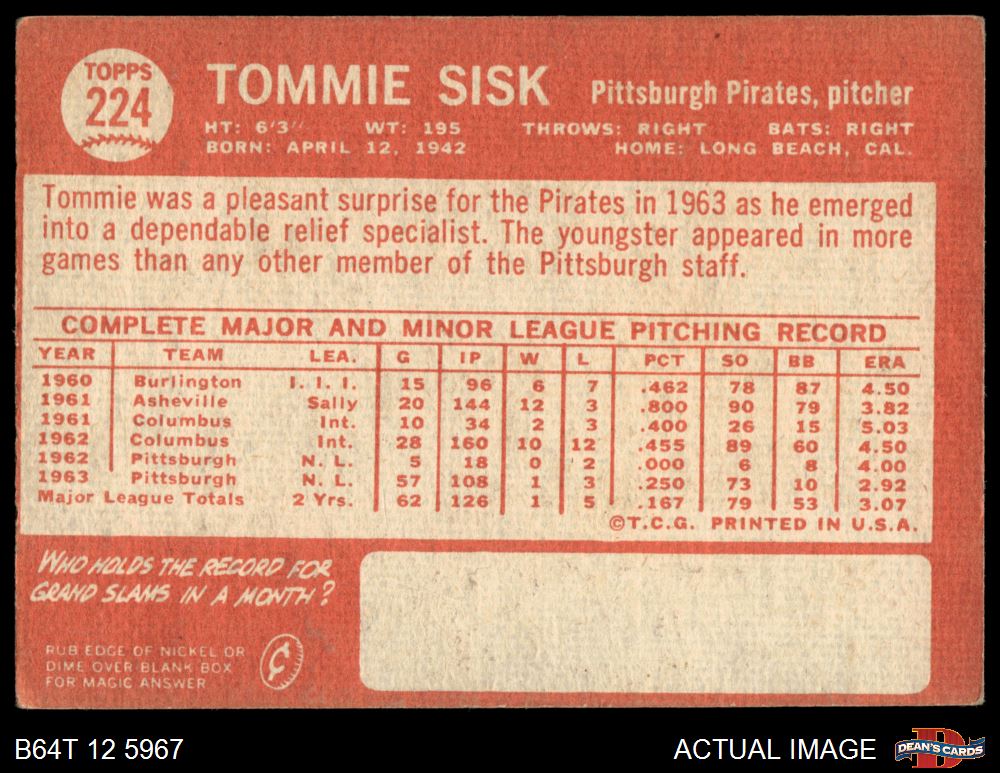 TOPPS
224
TOMMIE SISK Pittsburgh Pirates, pitcher
HT: 6'3" WT: 195 THROWS: RIGHT BATS: RIGHT
BORN: APRIL 12, 1942 HOME: LONG BEACH, CAL.
Tommie was a pleasant surprise for the Pirates in 1963 as he emerged
into a dependable relief specialist. The youngster appeared in more
games than any other member of the Pittsburgh staff.
COMPLETE MAJOR AND MINOR LEAGUE PITCHING RECORD
YEAR TEAM LEA. G IP W L PCT SO BB ERA
1960 Burlington I. I. I. 15 96 6 7 .462 78 87 4.50
1961 Asheville Sally 20 144 12 3 .800 90 79 3.82
1961 Columbus Int. 10 34 2 3 .400 26 15 5.03
1962 Columbus Int. 28 160 10 12 .455 89 60 4.50
1962 Pittsburgh N. L. 5 18 0 2 .000 6 8 4.00
1963 Pittsburgh N. L. 57 108 1 3 .250 73 10 2.92
Major League Totals 2 Yrs. 62 126 1 5 .167 79 53 3.07
©T.C.G. PRINTED IN U.S.A.
WHO HOLDS THE RECORD FOR
GRAND SLAMS IN A MONTH?
RUB EDGE OF NICKEL OR
DIME OVER BLANK BOX
FOR MAGIC ANSWER
¢
B64T 12 5967
ACTUAL IMAGE
D
DEAN'S CARDS